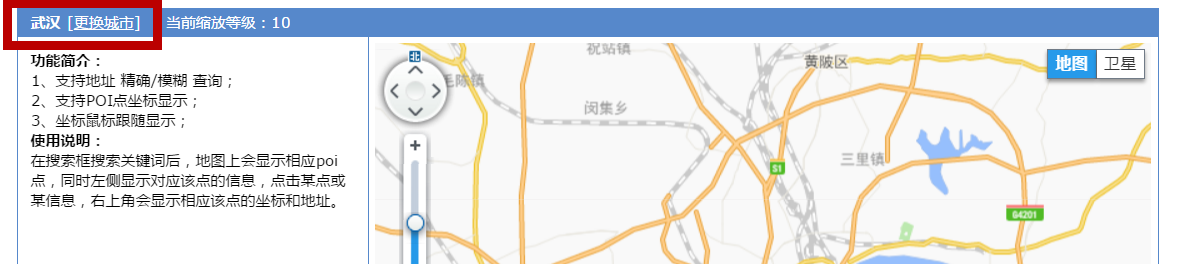 武汉 [更换城市] 当前缩放等级：10
功能简介：
1、支持地址 精确/模糊 查询；
2、支持POI点坐标显示；
3、坐标鼠标跟随显示；
使用说明：
在搜索框搜索关键词后，地图上会显示相应poi
点，同时左侧显示对应该点的信息，点击某点或
某信息，右上角会显示相应该点的坐标和地址。
祝站镇
黄陂区
地图 卫星
北
毛陈镇
闵集乡
+
三里镇
S1
G4201